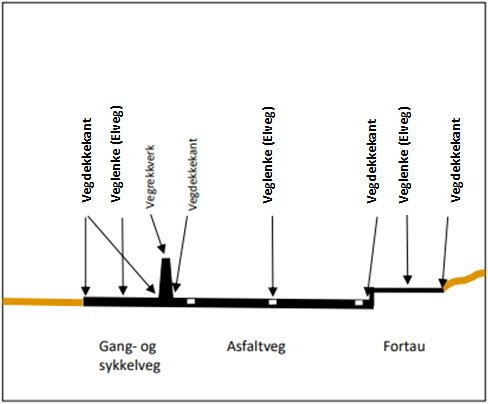 Vegdekkekant
Veglenke (Elveg)
Vegrekkverk
Vegdekkekant
Veglenke (Elveg)
Vegdekkekant
Veglenke (Elveg)
Vegdekkekant
Gang- og
sykkelveg
Asfaltveg
Fortau